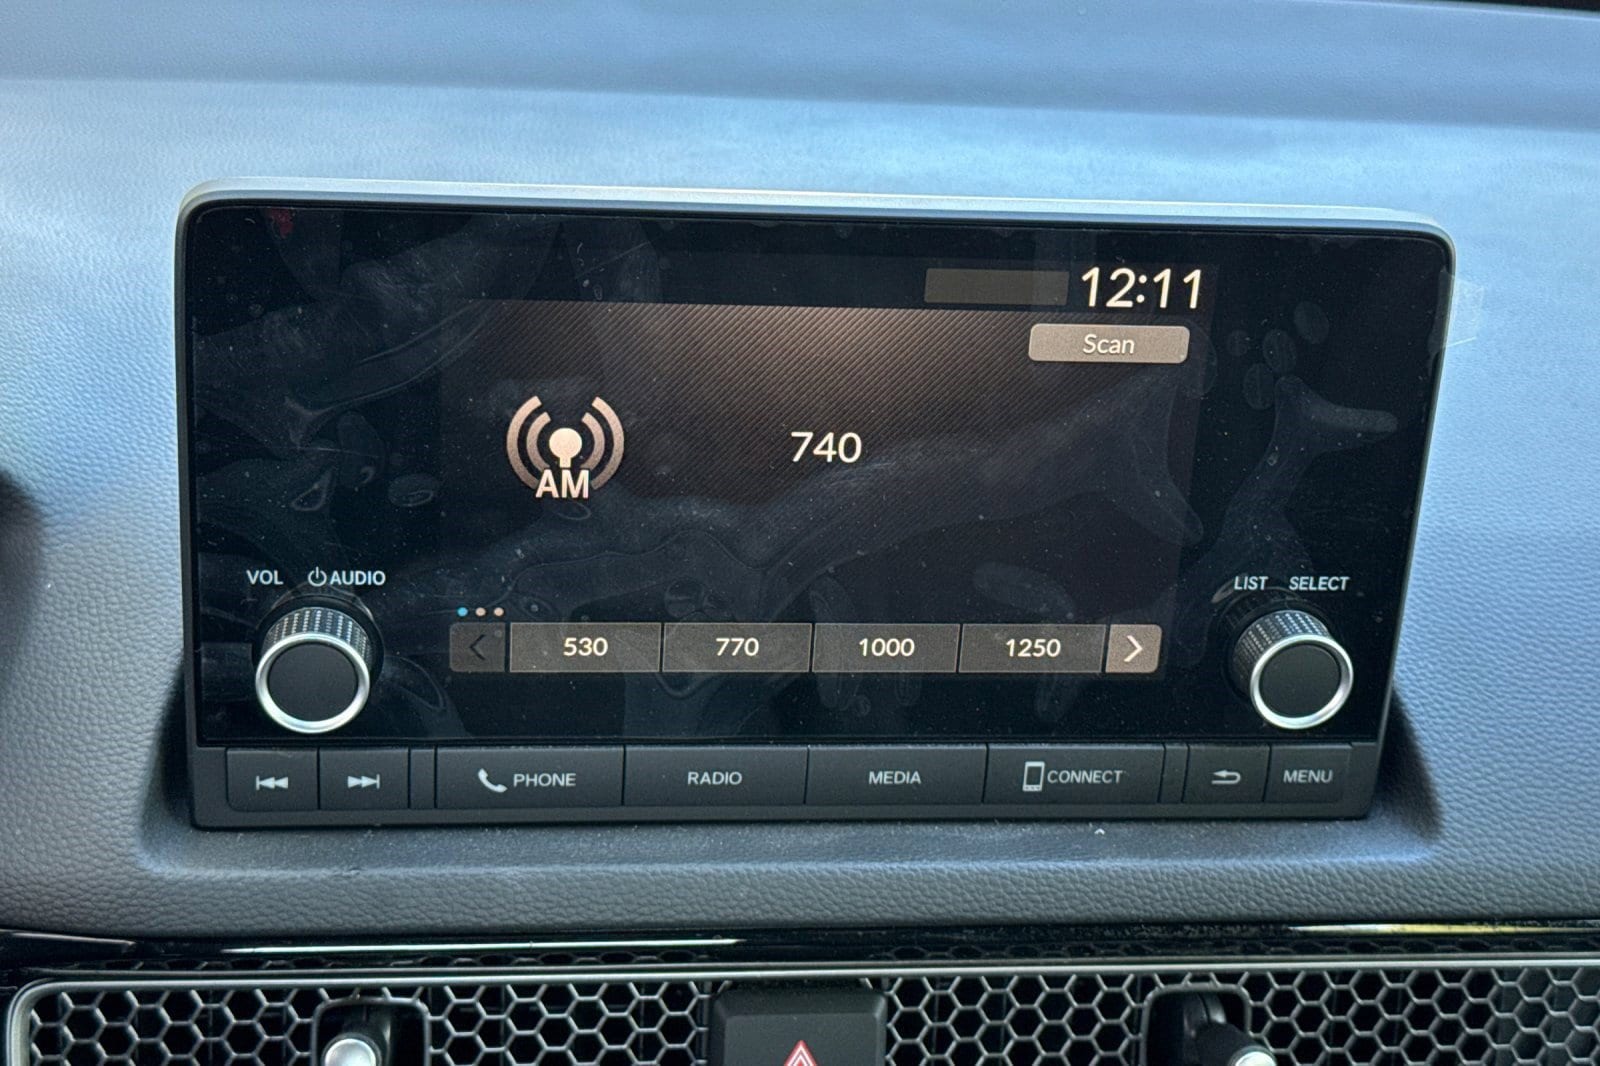 12:11
Scan
740
AM
VOL AUDIO
LIST SELECT
530 770 1000 1250
PHONE RADIO MEDIA CONNECT MENU